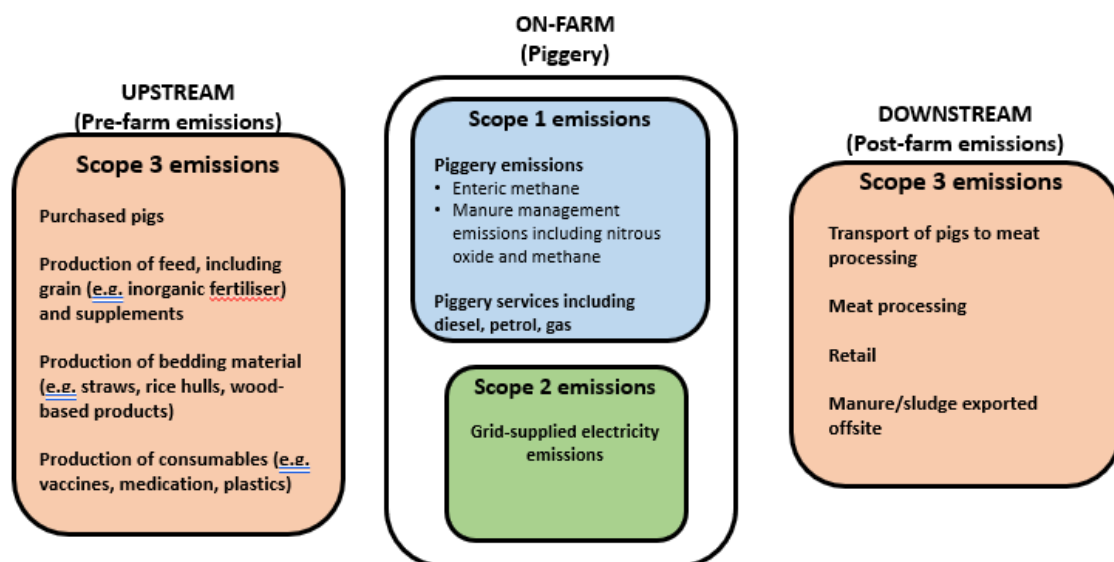 UPSTREAM
(Pre-farm emissions)
Scope 3 emissions
Purchased pigs
Production of feed, including
grain (e.g. inorganic fertiliser)
and supplements
Production of bedding material
(e.g. straws, rice hulls, wood-
based products)
Production of consumables (e.g.
vaccines, medication, plastics)
ON-FARM
(Piggery)
Scope 1 emissions
Piggery emissions
• Enteric methane
• Manure management
emissions including nitrous
oxide and methane
Piggery services including
diesel, petrol, gas
Scope 2 emissions
Grid-supplied electricity
emissions
DOWNSTREAM
(Post-farm emissions)
Scope 3 emissions
Transport of pigs to meat
processing
Meat processing
Retail
Manure/sludge exported
offsite